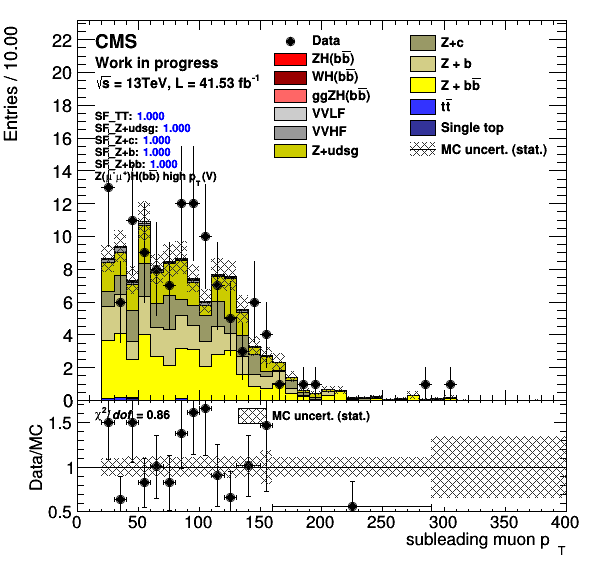 Entries / 10.00
22
20
18
16
14
12
10
8
6
4
2
0
CMS
Work in progress
√s = 13TeV, L = 41.53 fb⁻¹
SF_TT: 1.000
SF_Z+udsg: 1.000
SF_Z+c: 1.000
SF_Z+b: 1.000
SF_Z+bb: 1.000
Z(μ⁻μ⁺)H(bb̅) high p_T (V)
Data
ZH(bb̅)
WH(bb̅)
ggZH(bb̅)
VVLF
VVHF
Z+udsg
Z+c
Z + b
Z + bb̅
tt̅
Single top
MC uncert. (stat.)
Data/MC
1.5
1
0.5
χ²/ dof = 0.86
MC uncert. (stat.)
0 50 100 150 200 250 300 350 400
subleading muon p_T